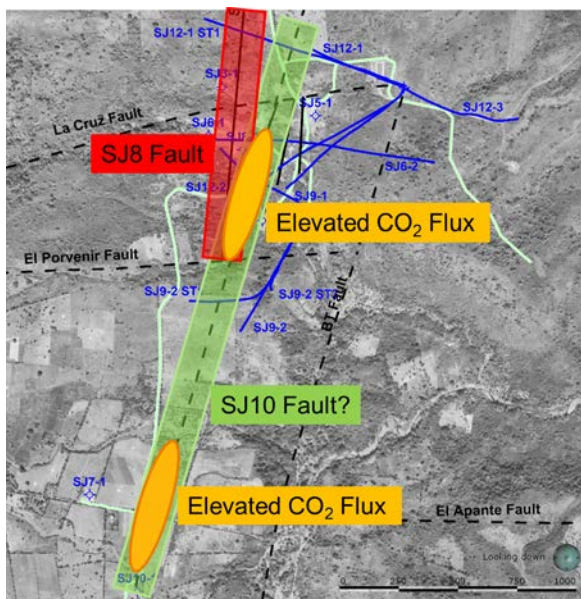 SJ12-1 ST1
SJ12-1
SJ3-1
SJ5-1
SJ12-3
La Cruz Fault
SJ6-1
SJ8 Fault
SJ6-2
SJ12-2
SJ9-1
Elevated CO₂ Flux
El Porvenir Fault
SJ9-2 ST
SJ9-2 ST2
SJ9-2
BT Fault
SJ10 Fault?
SJ7-1
Elevated CO₂ Flux
El Apante Fault
Looking down
0 250 500 750 1000